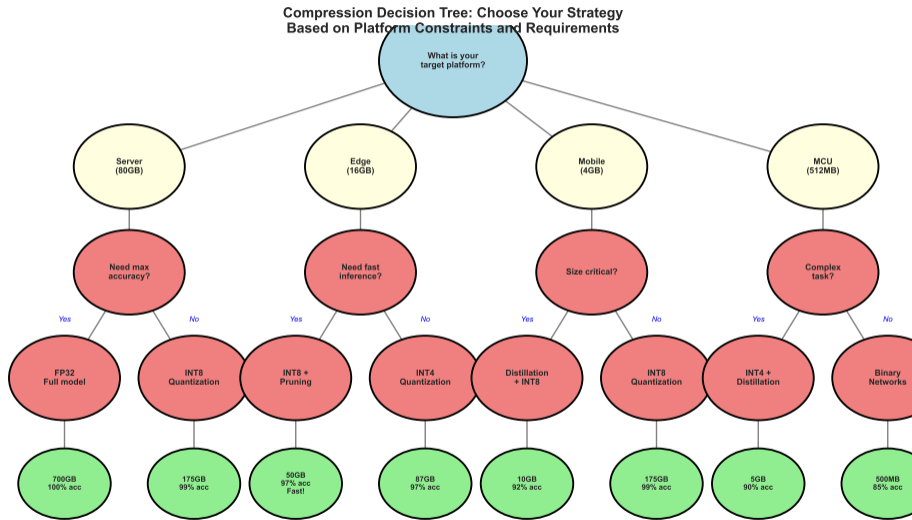 Compression Decision Tree: Choose Your Strategy
Based on Platform Constraints and Requirements
What is your
target platform?
Server
(80GB)
Edge
(16GB)
Mobile
(4GB)
MCU
(512MB)
Need max
accuracy?
Need fast
inference?
Size critical?
Complex
task?
Yes
No
Yes
No
Yes
No
Yes
No
FP32
Full model
INT8
Quantization
INT8 +
Pruning
INT4
Quantization
Distillation
+ INT8
INT8
Quantization
INT4 +
Distillation
Binary
Networks
700GB
100% acc
175GB
99% acc
50GB
97% acc
Fast!
87GB
97% acc
10GB
92% acc
175GB
99% acc
5GB
90% acc
500MB
85% acc